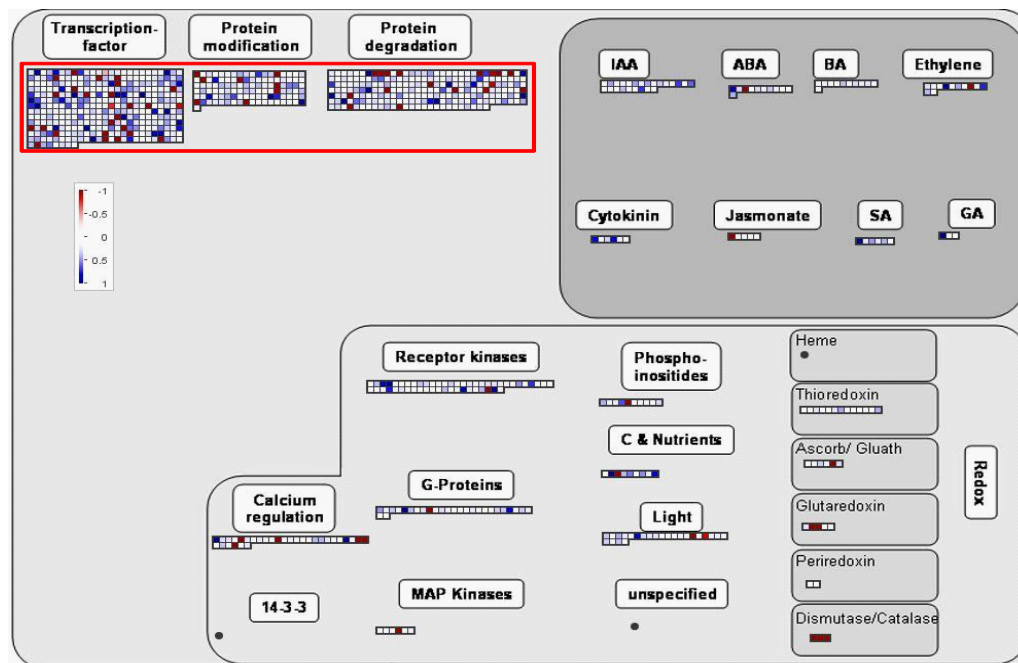 Transcription-
factor
Protein
modification
Protein
degradation
IAA
ABA
BA
Ethylene
-1
-0.5
0
0.5
1
Cytokinin
Jasmonate
SA
GA
Receptor kinases
Phospho-
inositides
Heme
Thioredoxin
C & Nutrients
Ascorb/ Gluath
Redox
Calcium
regulation
G-Proteins
Light
Glutaredoxin
Periredoxin
14-3-3
MAP Kinases
unspecified
Dismutase/Catalase